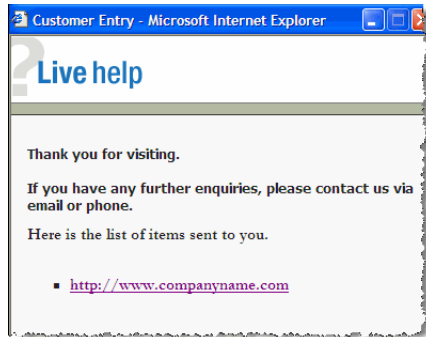 Customer Entry - Microsoft Internet Explorer
? Live help
Thank you for visiting.
If you have any further enquiries, please contact us via
email or phone.
Here is the list of items sent to you.
▪ http://www.companyname.com